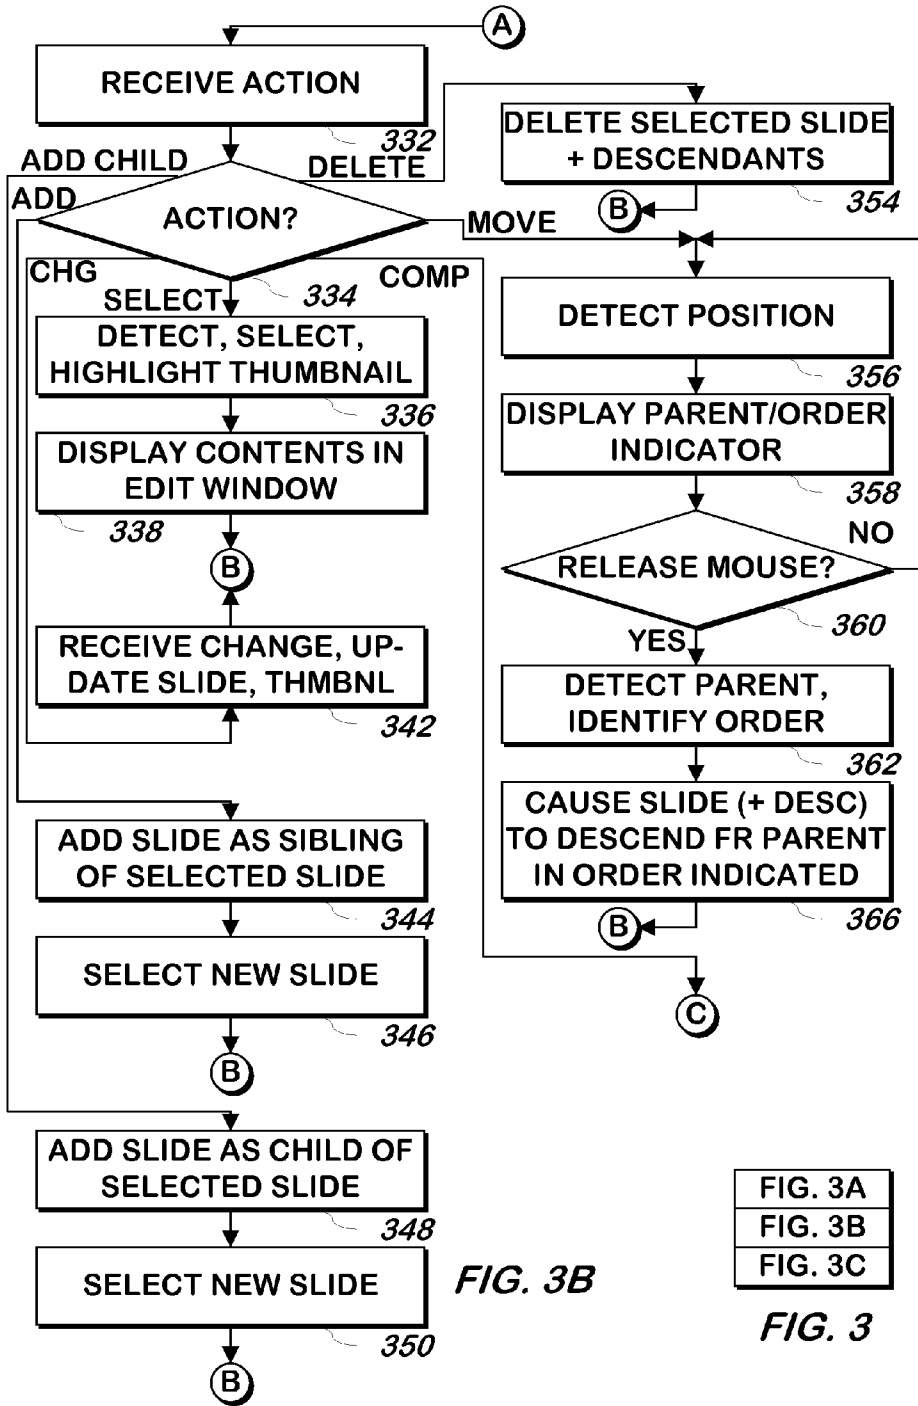 A
RECEIVE ACTION
332
ADD CHILD
DELETE
ADD
ACTION?
MOVE
CHG
COMP
334
SELECT
DETECT, SELECT,
HIGHLIGHT THUMBNAIL
336
DISPLAY CONTENTS IN
EDIT WINDOW
338
B
RECEIVE CHANGE, UP-
DATE SLIDE, THMBNL
342
ADD SLIDE AS SIBLING
OF SELECTED SLIDE
344
SELECT NEW SLIDE
346
B
ADD SLIDE AS CHILD OF
SELECTED SLIDE
348
SELECT NEW SLIDE
350
B
DELETE SELECTED SLIDE
+ DESCENDANTS
354
B
DETECT POSITION
356
DISPLAY PARENT/ORDER
INDICATOR
358
NO
RELEASE MOUSE?
360
YES
DETECT PARENT,
IDENTIFY ORDER
362
CAUSE SLIDE (+ DESC)
TO DESCEND FR PARENT
IN ORDER INDICATED
366
B
C
FIG. 3B
FIG. 3A
FIG. 3B
FIG. 3C
FIG. 3